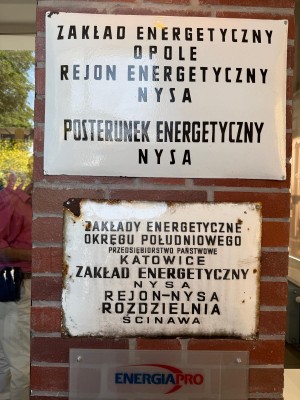 ZAKŁAD ENERGETYCZNY
OPOLE
REJON ENERGETYCZNY
NYSA
POSTERUNEK ENERGETYCZNY
NYSA
ZAKŁADY ENERGETYCZNE
OKRĘGU POŁUDNIOWEGO
PRZEDSIĘBIORSTWO PAŃSTWOWE
KATOWICE
ZAKŁAD ENERGETYCZNY
NYSA
REJON-NYSA
ROZDZIELNIA
ŚCINAWA
ENERGIAPRO